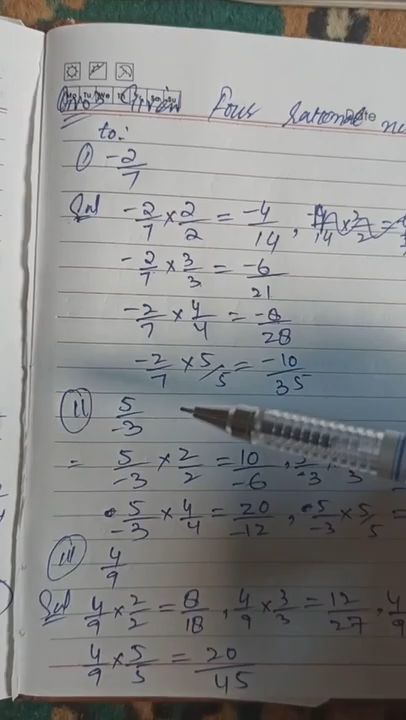 Given Four Rational
to:
(i) -2/7
Sol -2/7 × 2/2 = -4/14,
-2/7 × 3/3 = -6/21
-2/7 × 4/4 = -8/28
-2/7 × 5/5 = -10/35
(ii) 5/-3
= 5/-3 × 2/2 = 10/-6,
5/-3 × 4/4 = 20/-12, 5/-3 × 5/5 =
(iii) 4/9
Sol 4/9 × 2/2 = 8/18, 4/9 × 3/3 = 12/27, 4/9
4/9 × 5/5 = 20/45